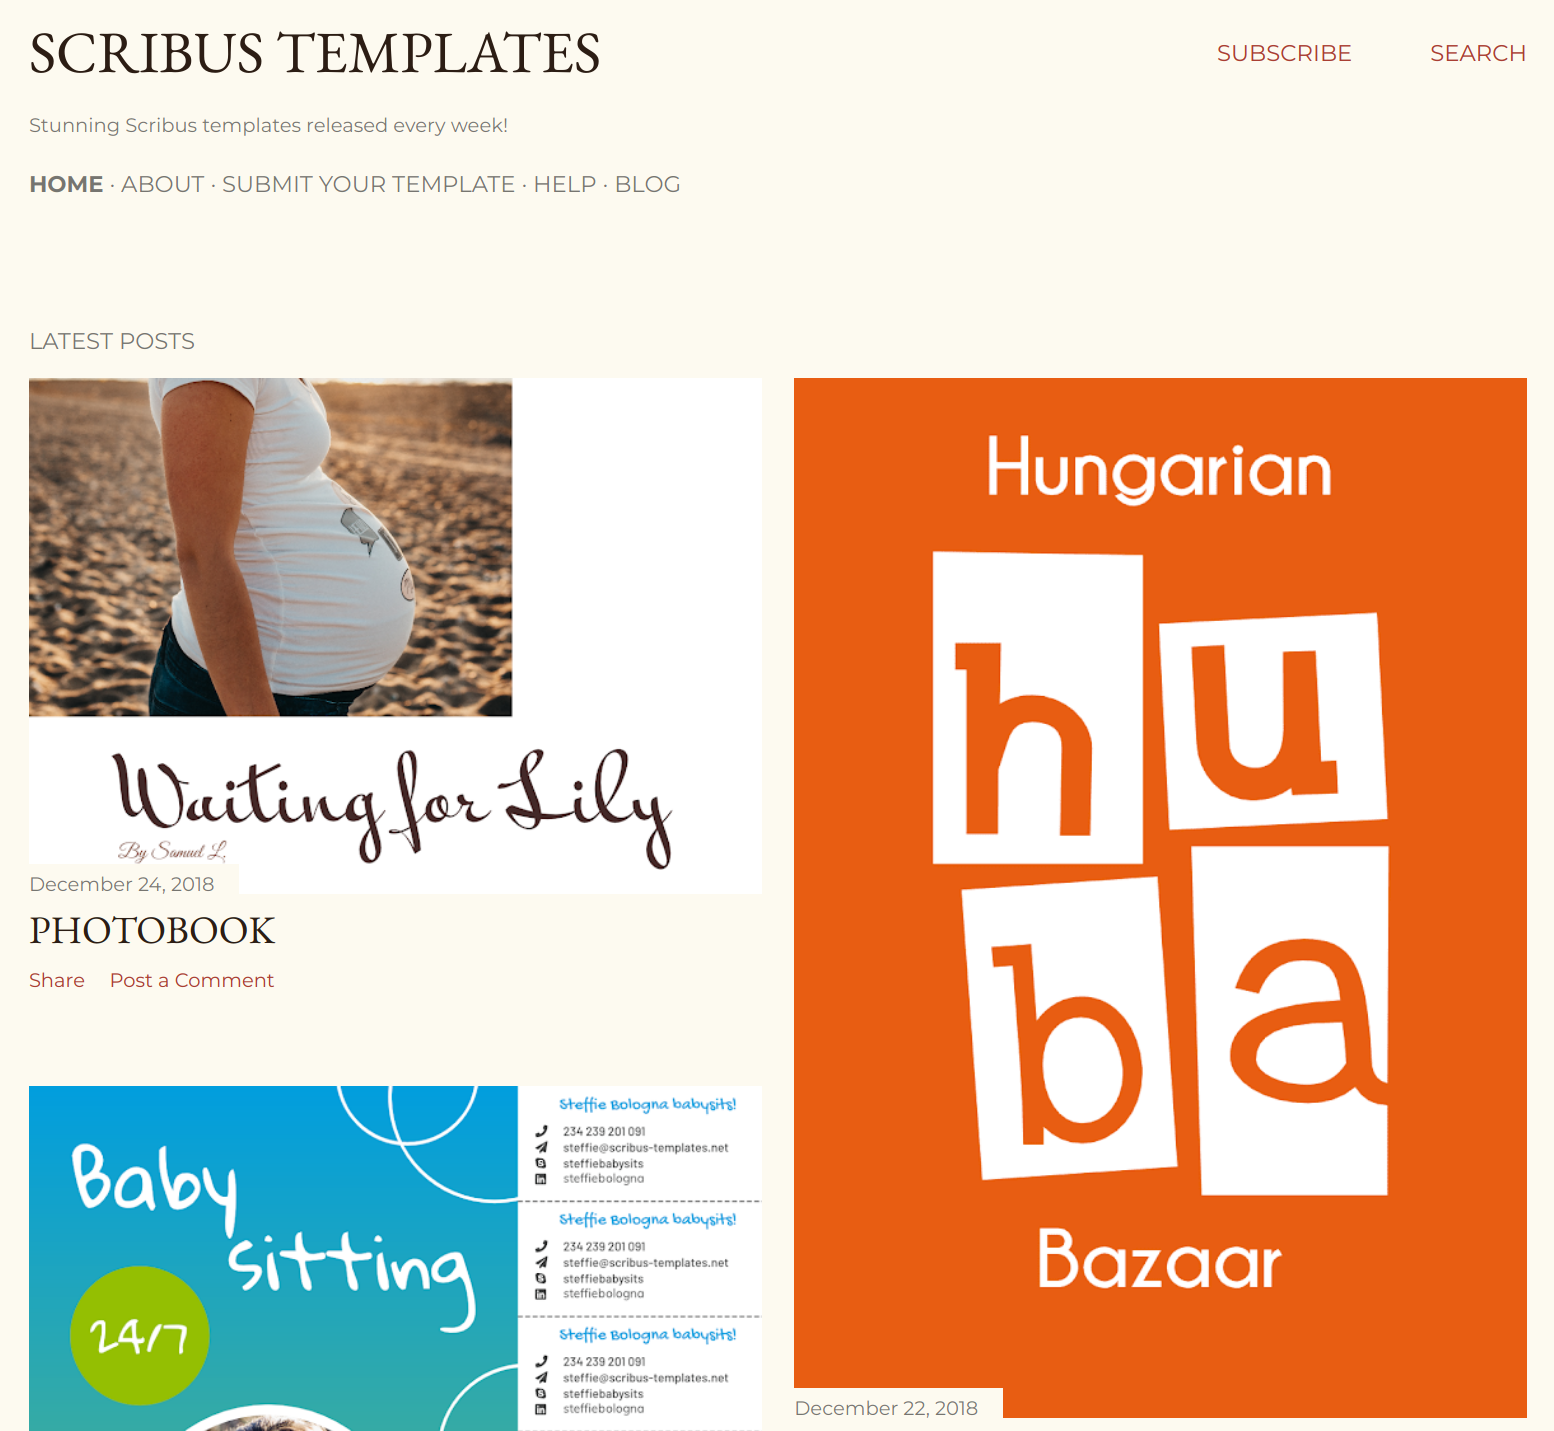 SCRIBUS TEMPLATES
SUBSCRIBE
SEARCH
Stunning Scribus templates released every week!
HOME · ABOUT · SUBMIT YOUR TEMPLATE · HELP · BLOG
LATEST POSTS
Waiting for Lily
By Samuel L.
December 24, 2018
PHOTOBOOK
Share Post a Comment
Baby
sitting
24/7
Steffie Bologna babysits!
234 239 201 091
steffie@scribus-templates.net
steffiebabysits
steffiebologna
Steffie Bologna babysits!
234 239 201 091
steffie@scribus-templates.net
steffiebabysits
steffiebologna
Steffie Bologna babysits!
234 239 201 091
steffie@scribus-templates.net
steffiebabysits
steffiebologna
Hungarian
hu
ba
Bazaar
December 22, 2018